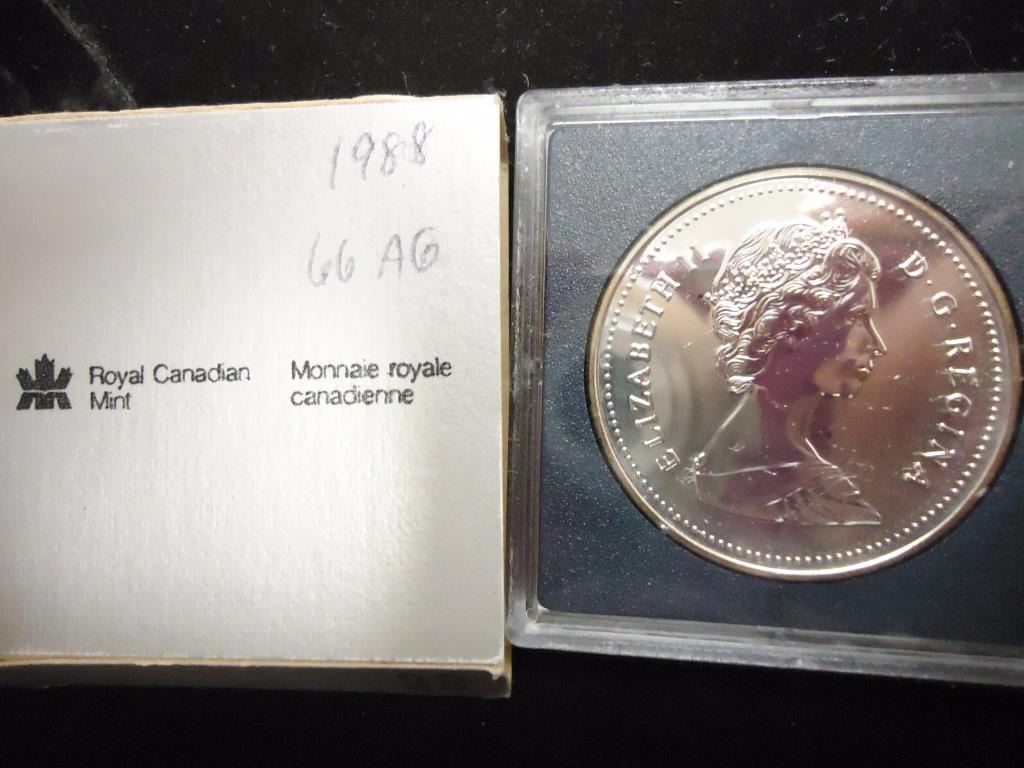 1988
66 AG
Royal Canadian
Mint
Monnaie royale
canadienne
ELIZABETH II D·G·REGINA